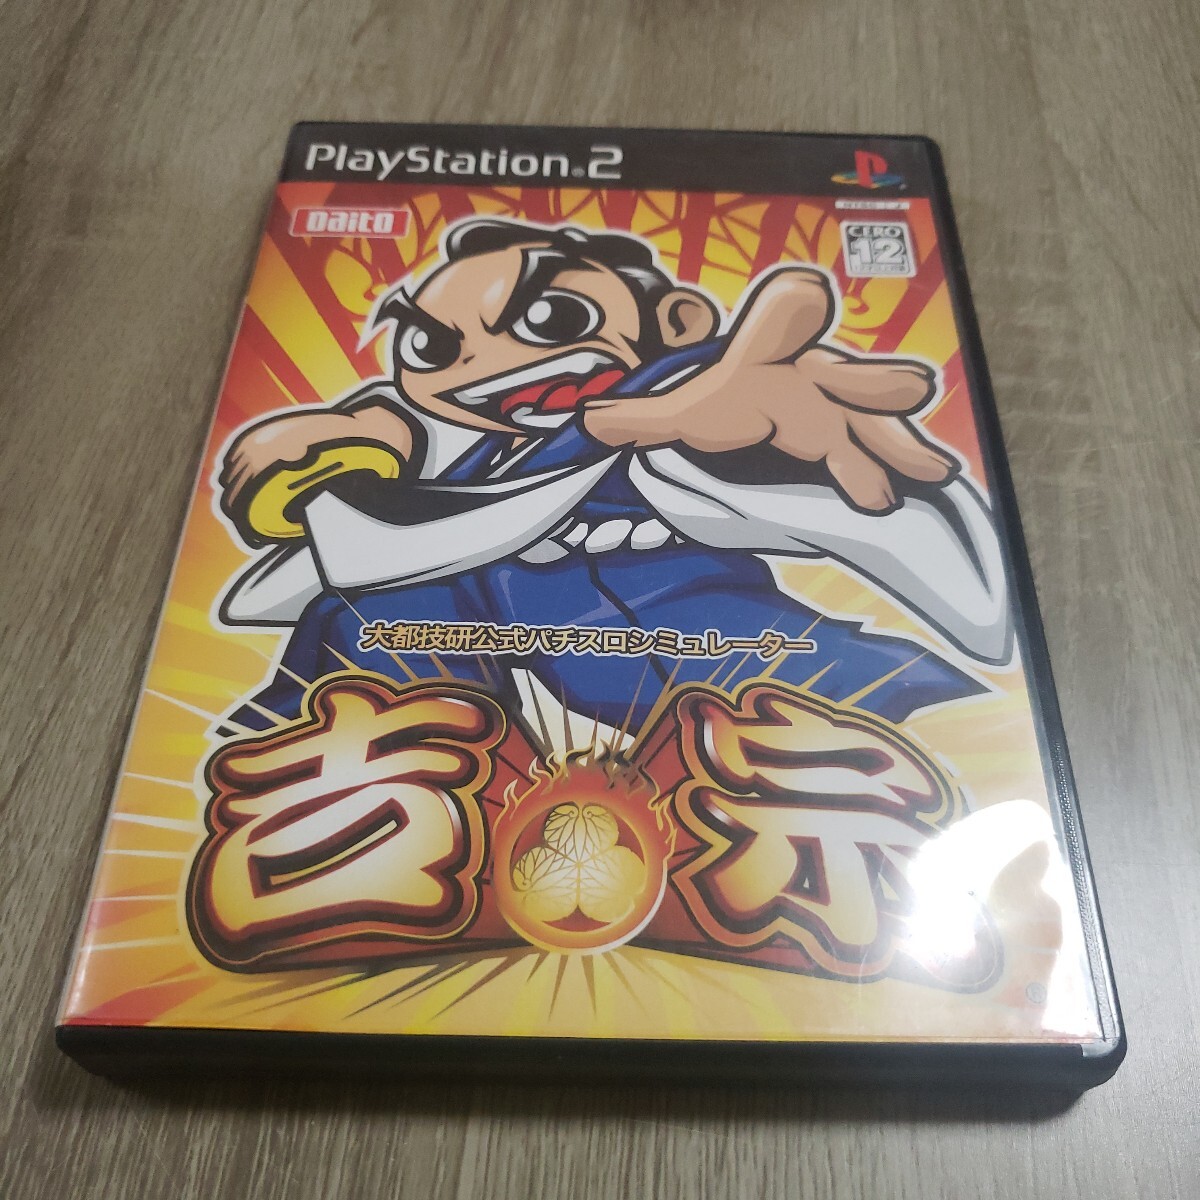 PlayStation®2
Daito
NTSC J
CERO
12
大都技研公式パチスロシミュレーター
吉宗
®